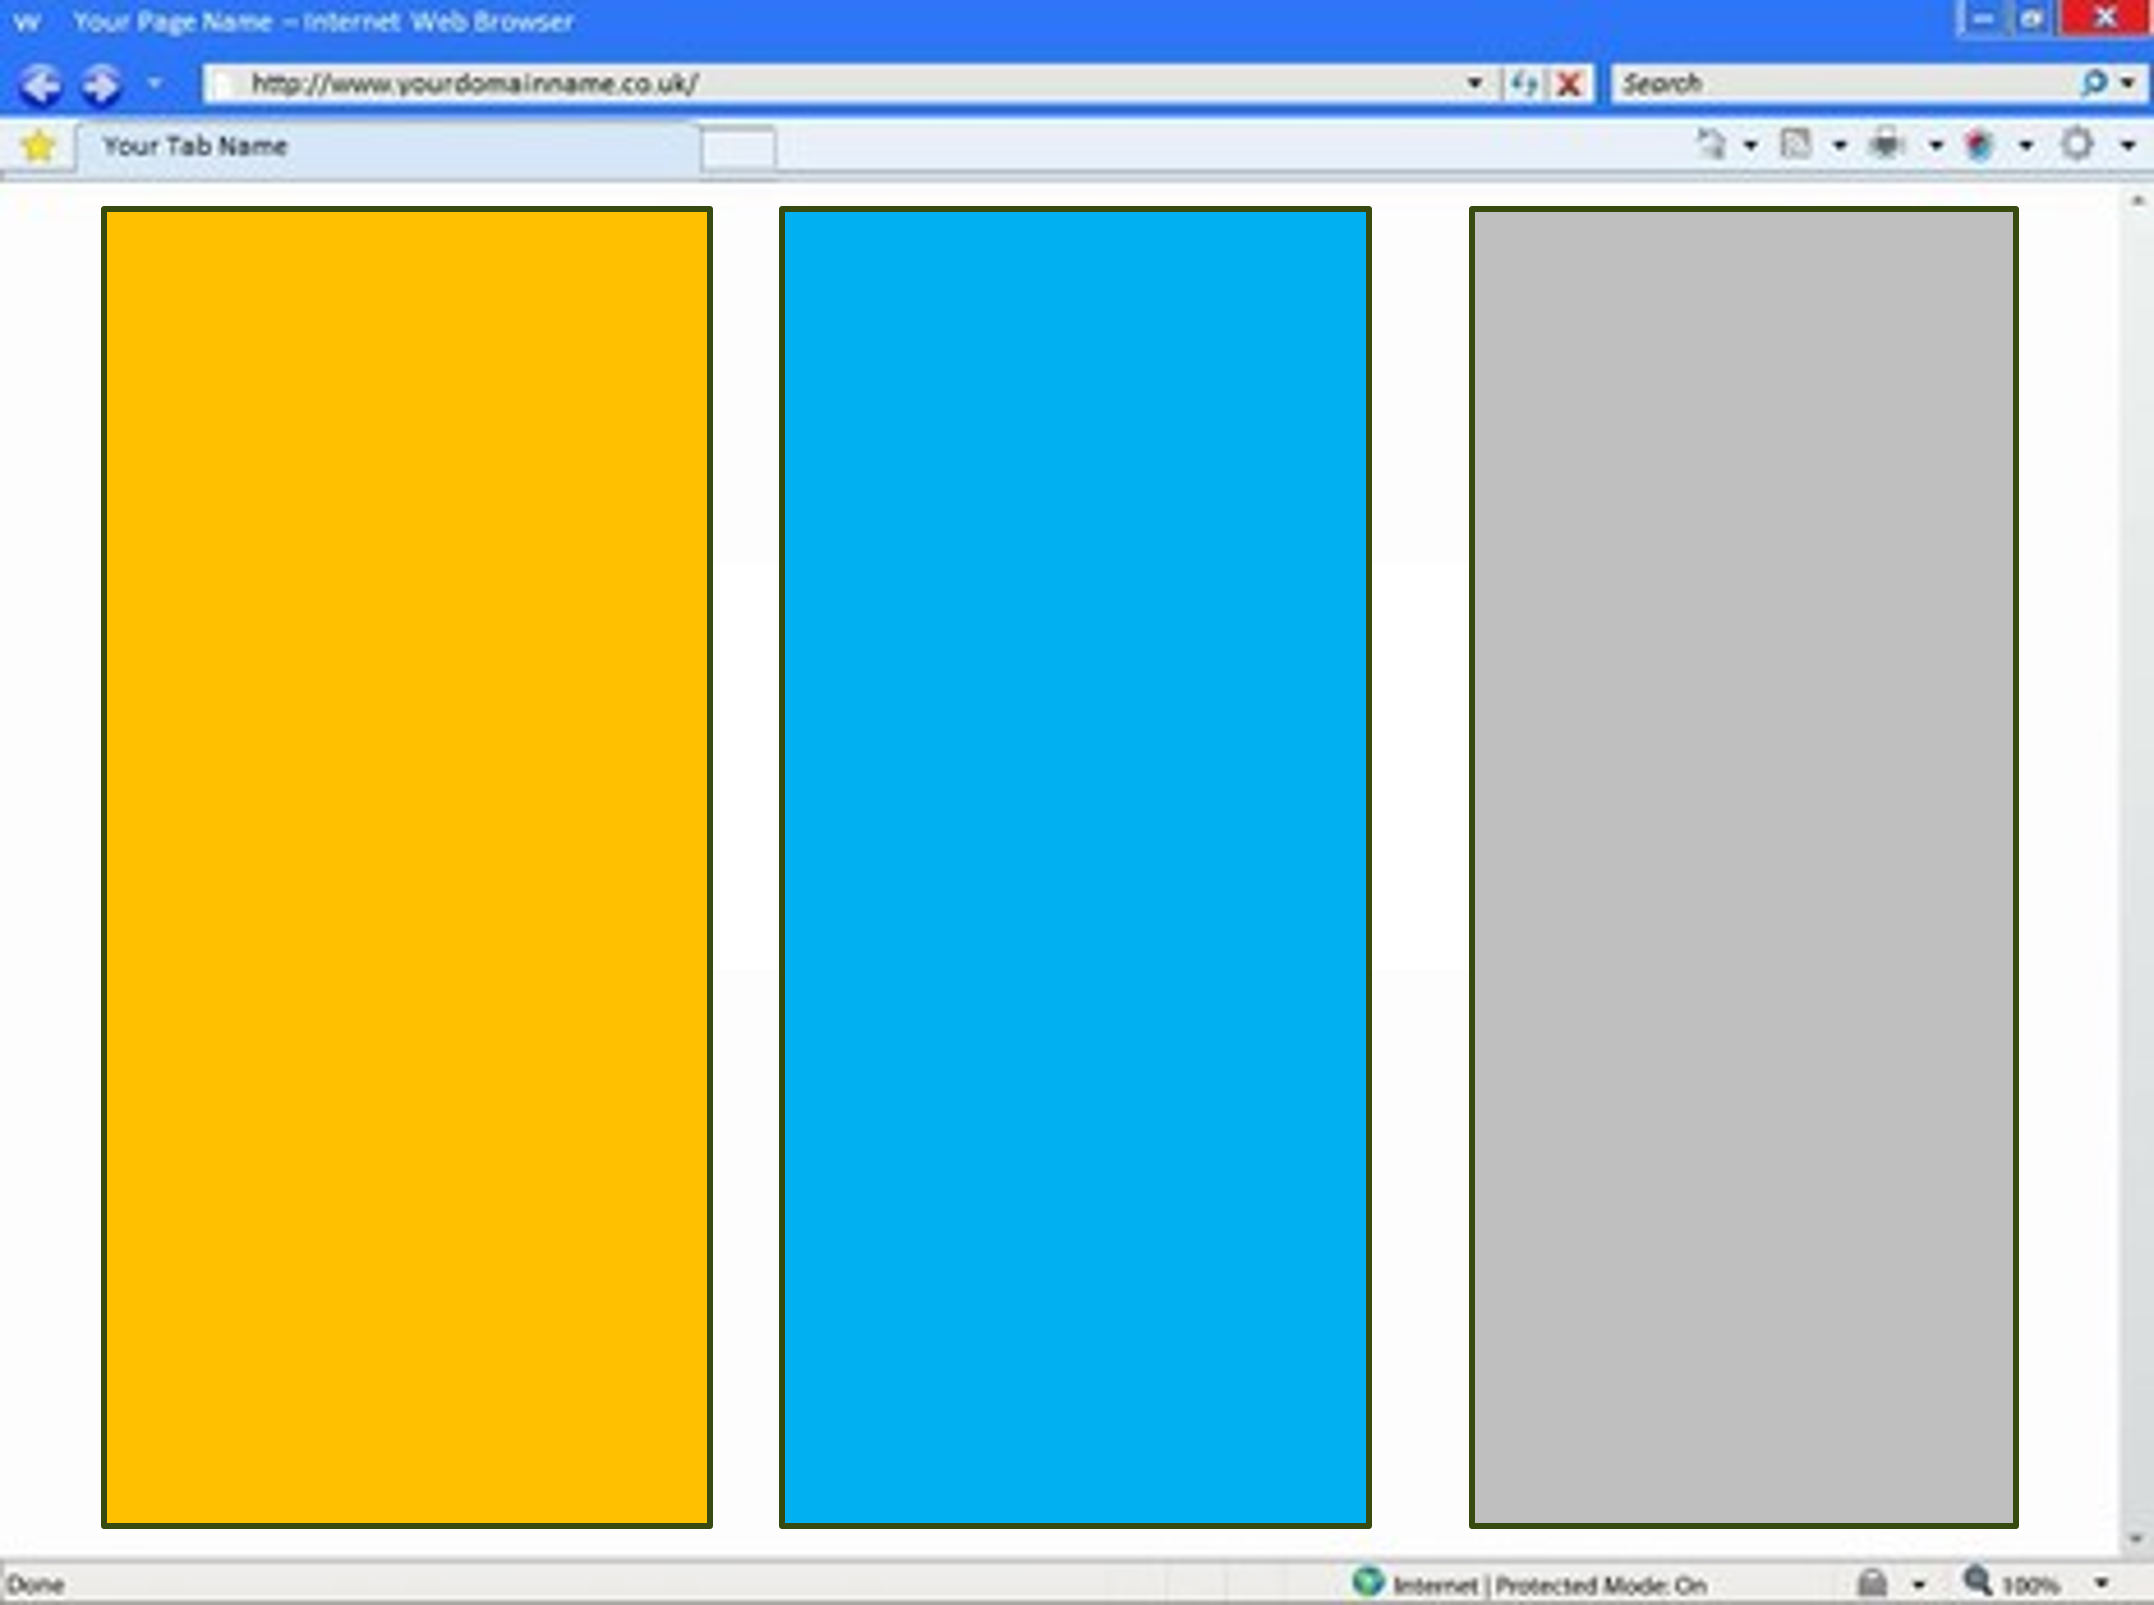 W Your Page Name – Internet Web Browser
http://www.yourdomainname.co.uk/ Search
Your Tab Name
Done Internet | Protected Mode: On 100%